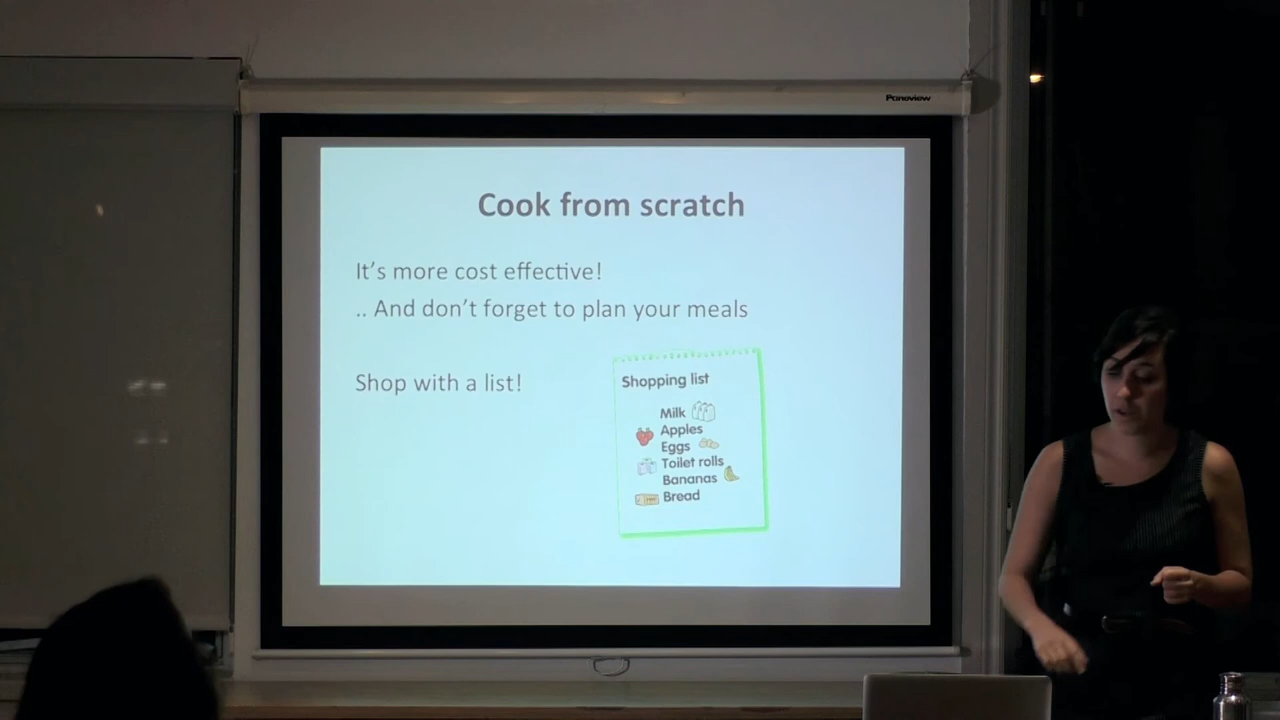 Panoview
Cook from scratch
It's more cost effective!
.. And don't forget to plan your meals
Shop with a list!
Shopping list
Milk
Apples
Eggs
Toilet rolls
Bananas
Bread